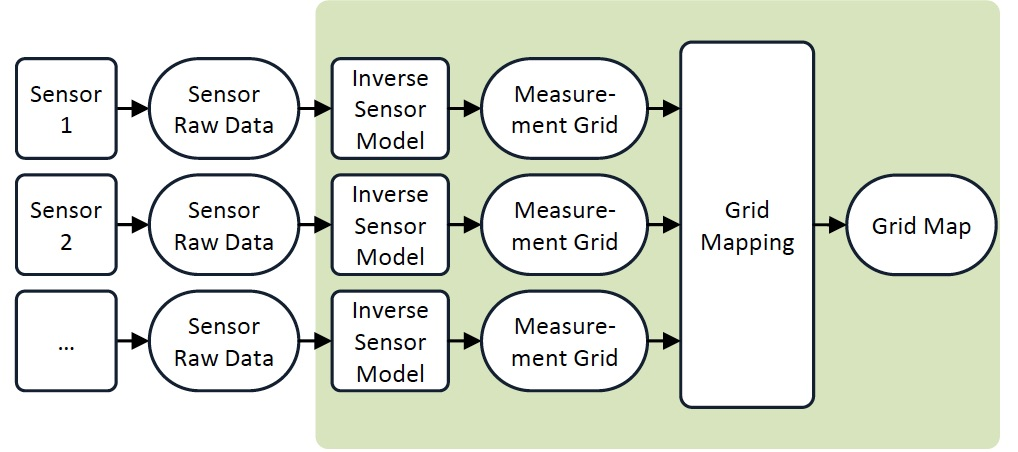 Sensor
1
Sensor
Raw Data
Inverse
Sensor
Model
Measure-
ment Grid
Sensor
2
Sensor
Raw Data
Inverse
Sensor
Model
Measure-
ment Grid
...
Sensor
Raw Data
Inverse
Sensor
Model
Measure-
ment Grid
Grid
Mapping
Grid Map